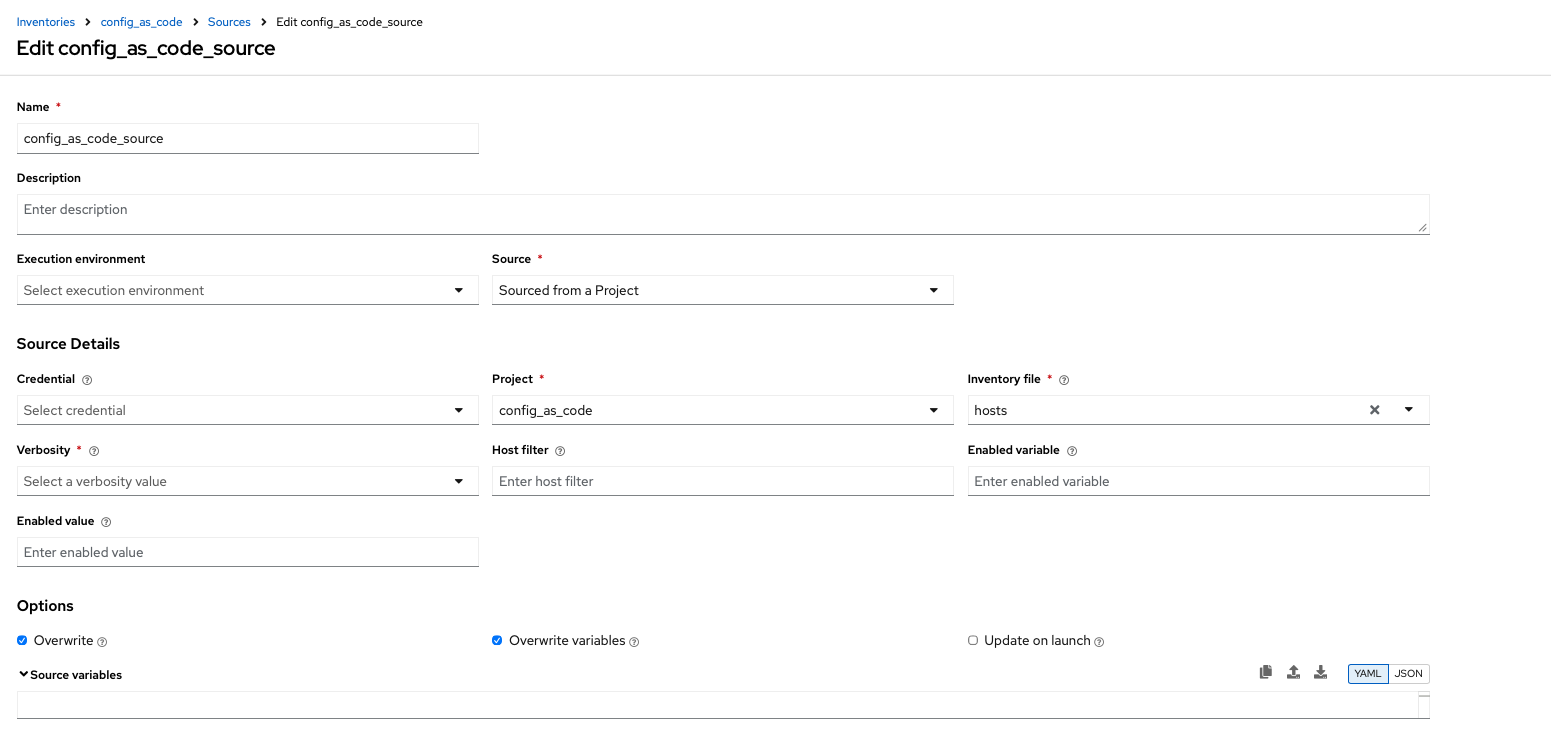 Inventories > config_as_code > Sources > Edit config_as_code_source
Edit config_as_code_source
Name *
config_as_code_source
Description
Enter description
Execution environment Source *
Select execution environment Sourced from a Project
Source Details
Credential Project * Inventory file *
Select credential config_as_code hosts
Verbosity * Host filter Enabled variable
Select a verbosity value Enter host filter Enter enabled variable
Enabled value
Enter enabled value
Options
Overwrite Overwrite variables Update on launch
Source variables YAML JSON